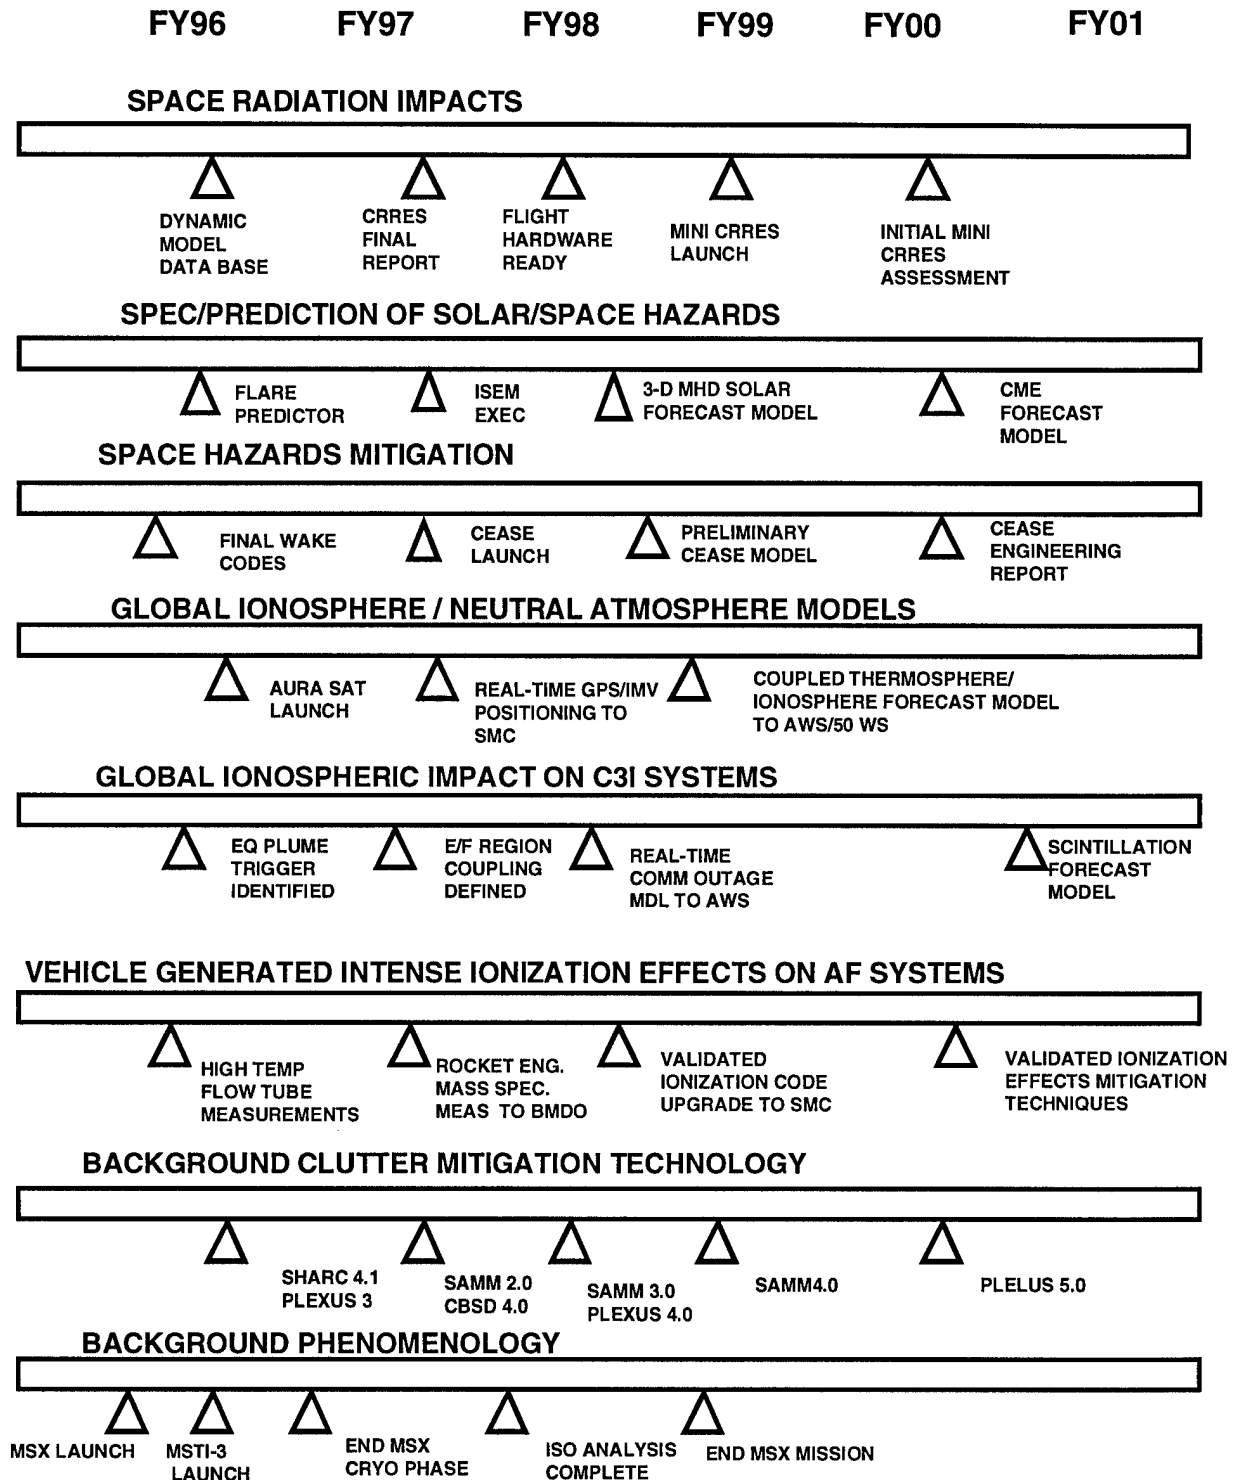 FY96 FY97 FY98 FY99 FY00 FY01
SPACE RADIATION IMPACTS
DYNAMIC
MODEL
DATA BASE
CRRES
FINAL
REPORT
FLIGHT
HARDWARE
READY
MINI CRRES
LAUNCH
INITIAL MINI
CRRES
ASSESSMENT
SPEC/PREDICTION OF SOLAR/SPACE HAZARDS
FLARE
PREDICTOR
ISEM
EXEC
3-D MHD SOLAR
FORECAST MODEL
CME
FORECAST
MODEL
SPACE HAZARDS MITIGATION
FINAL WAKE
CODES
CEASE
LAUNCH
PRELIMINARY
CEASE MODEL
CEASE
ENGINEERING
REPORT
GLOBAL IONOSPHERE / NEUTRAL ATMOSPHERE MODELS
AURA SAT
LAUNCH
REAL-TIME GPS/IMV
POSITIONING TO
SMC
COUPLED THERMOSPHERE/
IONOSPHERE FORECAST MODEL
TO AWS/50 WS
GLOBAL IONOSPHERIC IMPACT ON C3I SYSTEMS
EQ PLUME
TRIGGER
IDENTIFIED
E/F REGION
COUPLING
DEFINED
REAL-TIME
COMM OUTAGE
MDL TO AWS
SCINTILLATION
FORECAST
MODEL
VEHICLE GENERATED INTENSE IONIZATION EFFECTS ON AF SYSTEMS
HIGH TEMP
FLOW TUBE
MEASUREMENTS
ROCKET ENG.
MASS SPEC.
MEAS TO BMDO
VALIDATED
IONIZATION CODE
UPGRADE TO SMC
VALIDATED IONIZATION
EFFECTS MITIGATION
TECHNIQUES
BACKGROUND CLUTTER MITIGATION TECHNOLOGY
SHARC 4.1
PLEXUS 3
SAMM 2.0
CBSD 4.0
SAMM 3.0
PLEXUS 4.0
SAMM4.0
PLELUS 5.0
BACKGROUND PHENOMENOLOGY
MSX LAUNCH
MSTI-3
LAUNCH
END MSX
CRYO PHASE
ISO ANALYSIS
COMPLETE
END MSX MISSION